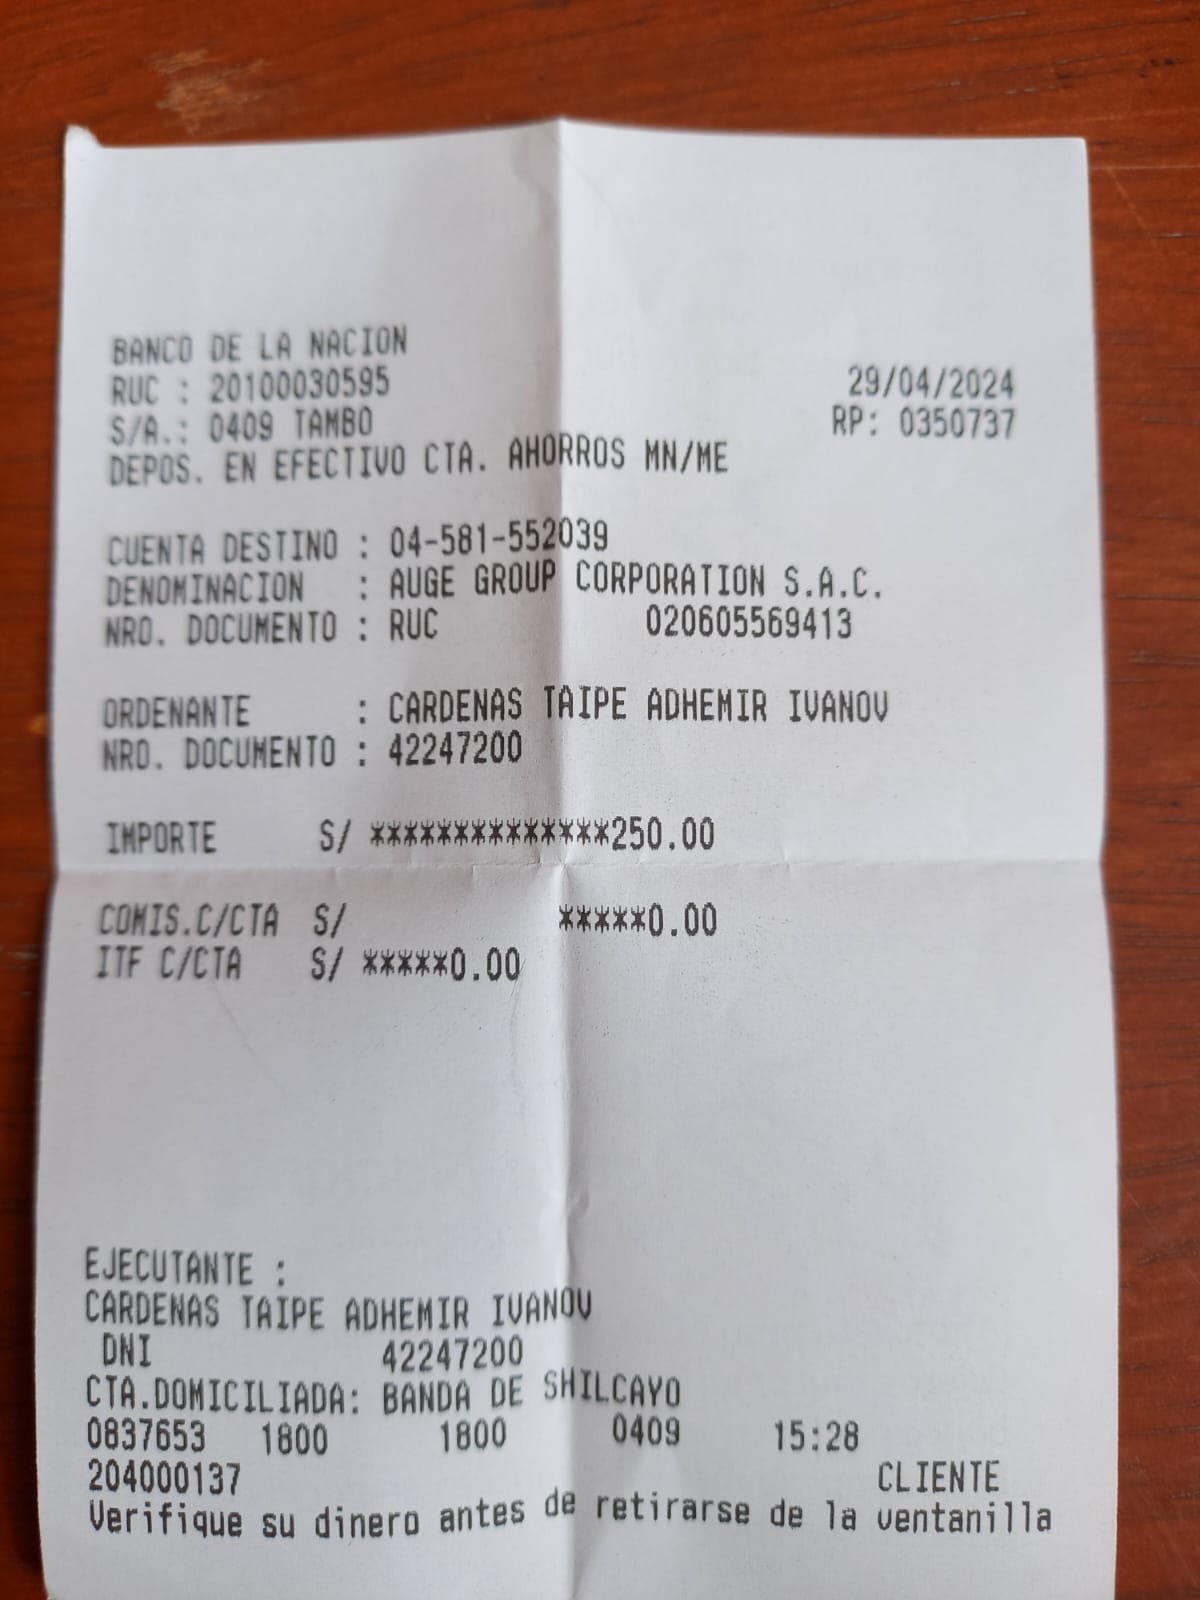 BANCO DE LA NACION
RUC : 20100030595 29/04/2024
S/A.: 0409 TAMBO RP: 0350737
DEPOS. EN EFECTIVO CTA. AHORROS MN/ME
CUENTA DESTINO : 04-581-552039
DENOMINACION : AUGE GROUP CORPORATION S.A.C.
NRO. DOCUMENTO : RUC 020605569413
ORDENANTE : CARDENAS TAIPE ADHEMIR IVANOV
NRO. DOCUMENTO : 42247200
IMPORTE S/ **************250.00
COMIS.C/CTA S/ *****0.00
ITF C/CTA S/ *****0.00
EJECUTANTE :
CARDENAS TAIPE ADHEMIR IVANOV
DNI 42247200
CTA.DOMICILIADA: BANDA DE SHILCAYO
0837653 1800 1800 0409 15:28
204000137 CLIENTE
Verifique su dinero antes de retirarse de la ventanilla